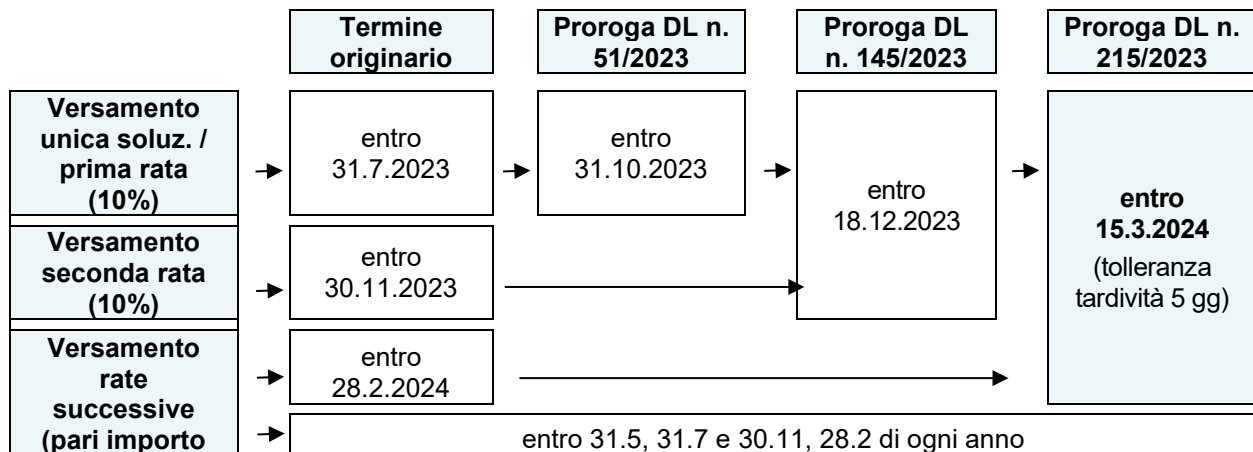 Termine
originario
Proroga DL n.
51/2023
Proroga DL
n. 145/2023
Proroga DL n.
215/2023
Versamento
unica soluz. /
prima rata
(10%)
entro
31.7.2023
entro
31.10.2023
entro
18.12.2023
entro
15.3.2024
(tolleranza
tardività 5 gg)
Versamento
seconda rata
(10%)
entro
30.11.2023
Versamento
rate
successive
(pari importo
entro
28.2.2024
entro 31.5, 31.7 e 30.11, 28.2 di ogni anno